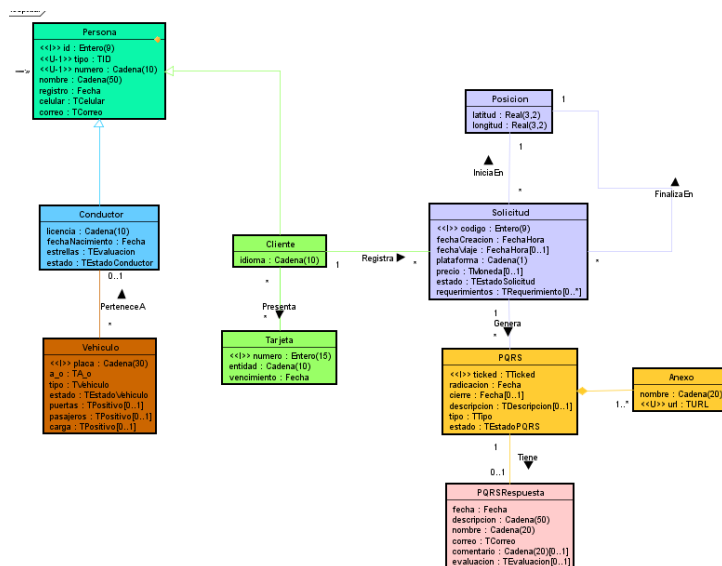 Persona
<<I>> id : Entero(9)
<<U-1>> tipo : TID
<<U-1>> numero : Cadena(10)
nombre : Cadena(50)
registro : Fecha
celular : TCelular
correo : TCorreo
Posicion
latitud : Real(3,2)
longitud : Real(3,2)
1
1
IniciaEn
*
FinalizaEn
*
Conductor
licencia : Cadena(10)
fechaNacimiento : Fecha
estrellas : TEvaluacion
estado : TEstadoConductor
0..1
PerteneceA
*
Cliente
idioma : Cadena(10)
1
Registra
*
*
Presenta
*
Solicitud
<<I>> codigo : Entero(9)
fechaCreacion : FechaHora
fechaViaje : FechaHora[0..1]
plataforma : Cadena(1)
precio : TMoneda[0..1]
estado : TEstadoSolicitud
requerimientos : TRequerimiento[0..*]
1
Genera
*
Vehiculo
<<I>> placa : Cadena(30)
a_o : TA_o
tipo : TVehiculo
estado : TEstadoVehiculo
puertas : TPositivo[0..1]
pasajeros : TPositivo[0..1]
carga : TPositivo[0..1]
Tarjeta
<<I>> numero : Entero(15)
entidad : Cadena(10)
vencimiento : Fecha
PQRS
<<I>> ticked : TTicked
radicacion : Fecha
cierre : Fecha[0..1]
descripcion : TDescripcion[0..1]
tipo : TTipo
estado : TEstadoPQRS
Anexo
nombre : Cadena(20)
<<U>> url : TURL
1..*
1
Tiene
0..1
PQRSRespuesta
fecha : Fecha
descripcion : Cadena(50)
nombre : Cadena(20)
correo : TCorreo
comentario : Cadena(20)[0..1]
evaluacion : TEvaluacion[0..1]